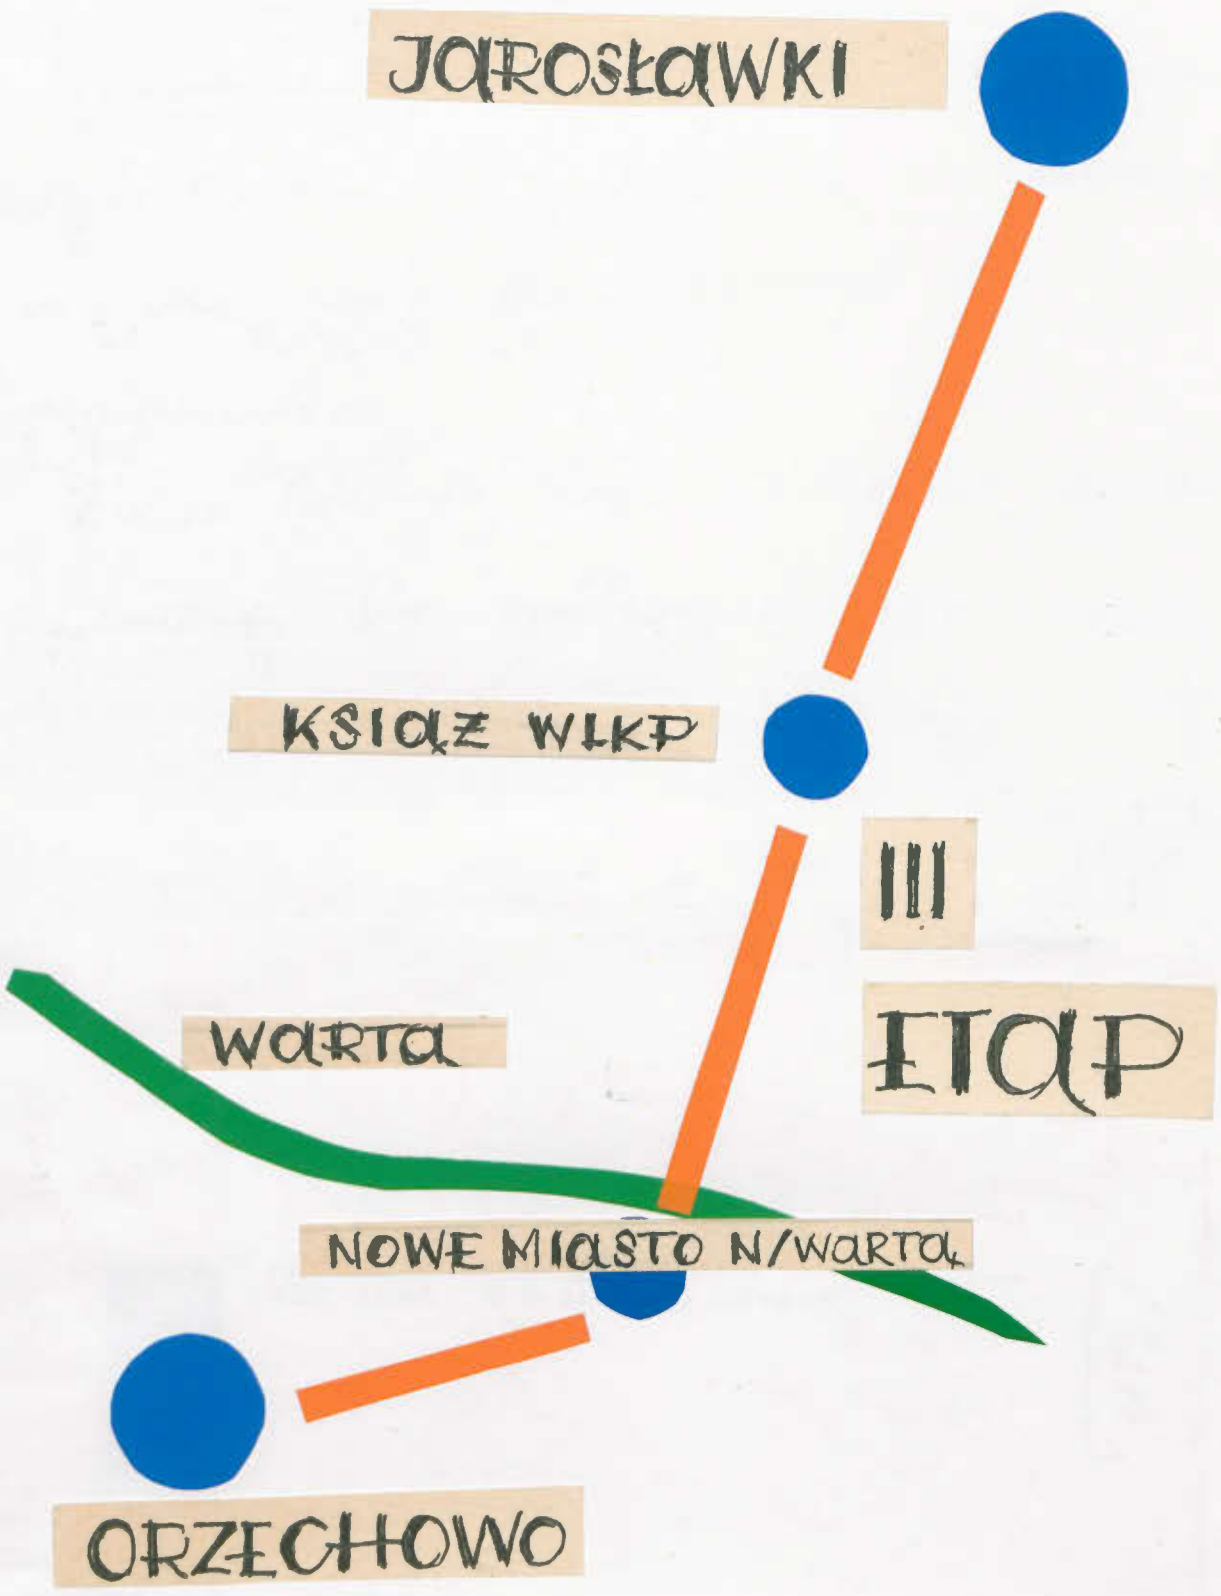 JAROSŁAWKI
KSIĄŻ WLKP
III
ETAP
WARTA
NOWE MIASTO N/WARTĄ
ORZECHOWO